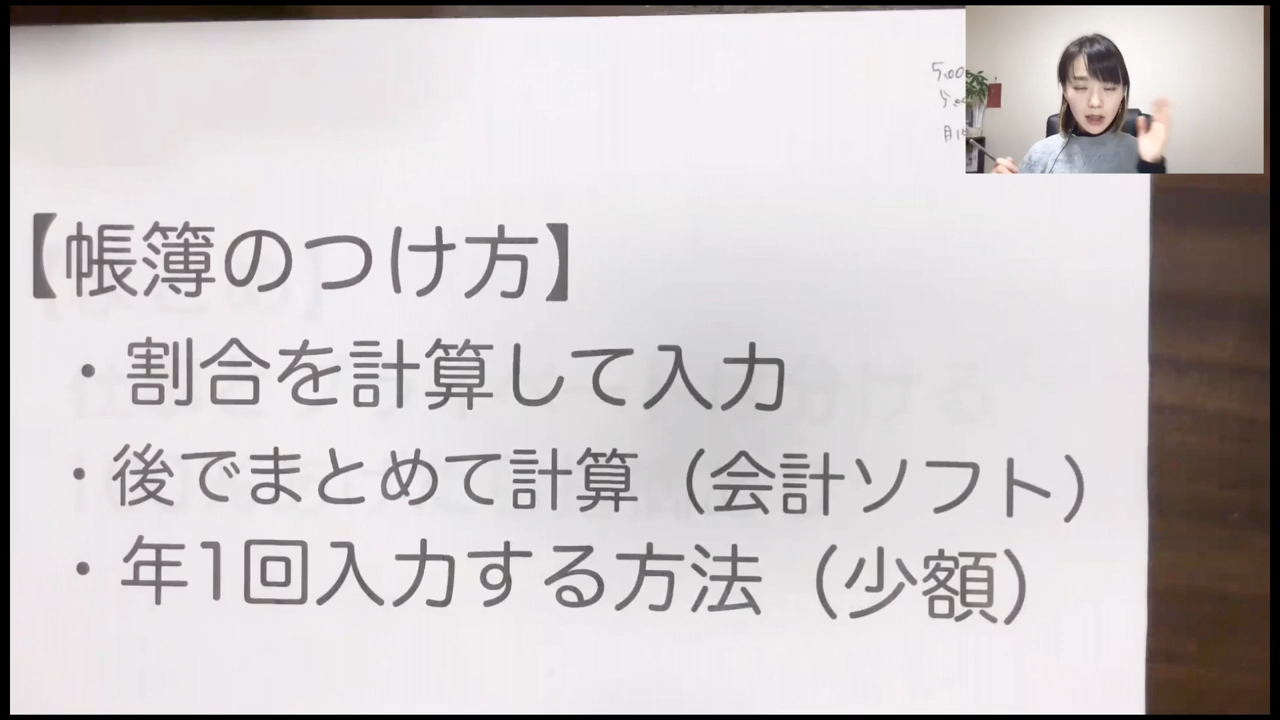 【帳簿のつけ方】
・割合を計算して入力
・後でまとめて計算（会計ソフト）
・年1回入力する方法（少額）